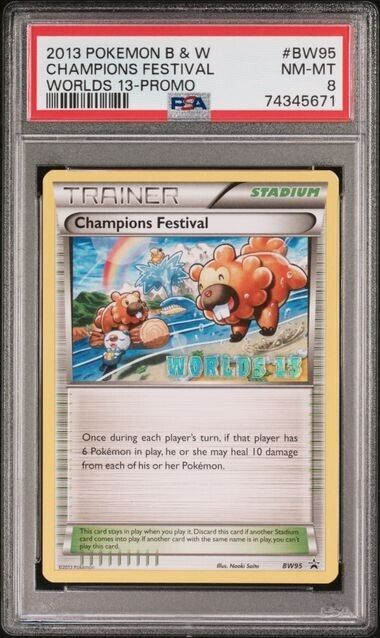 2013 POKEMON B & W #BW95
CHAMPIONS FESTIVAL NM-MT
WORLDS 13-PROMO 8
PSA 74345671
TRAINER STADIUM
Champions Festival
WORLDS 13
Once during each player's turn, if that player has
6 Pokémon in play, he or she may heal 10 damage
from each of his or her Pokémon.
This card stays in play when you play it. Discard this card if another Stadium
card comes into play. If another card with the same name is in play, you can't
play this card.
©2013 Pokémon Illus. Naoki Saito BW95